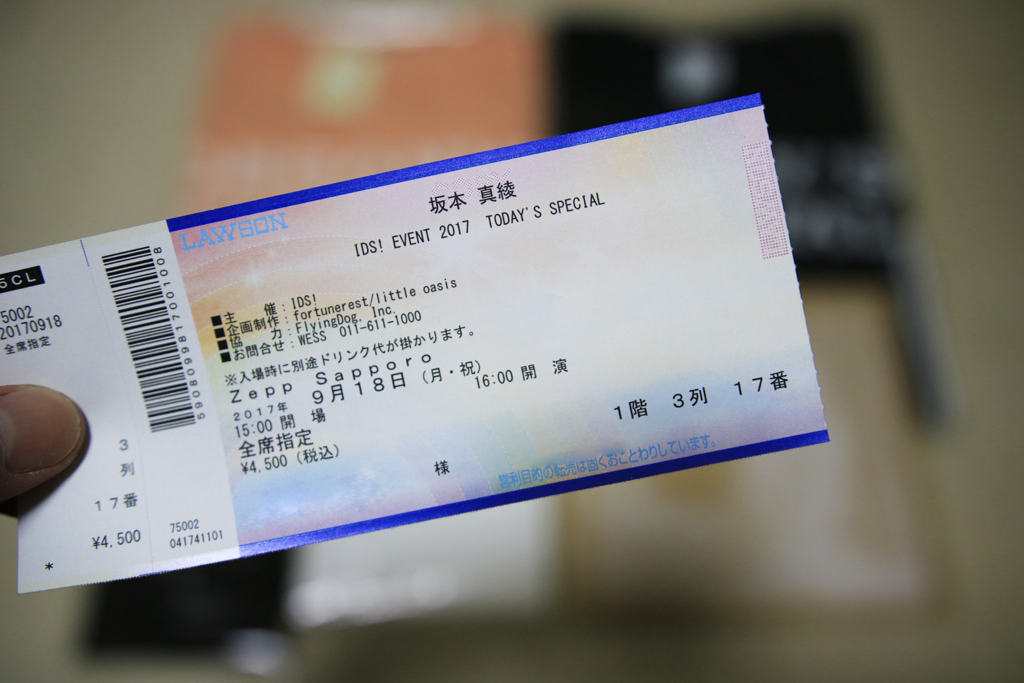 LAWSON
坂本 真綾
IDS! EVENT 2017 TODAY'S SPECIAL
■主 催:IDS!
■企画制作:fortunerest/little oasis
■協 力:FlyingDog, Inc.
■お問合せ:WESS 011-611-1000
※入場時に別途ドリンク代が掛かります。
Zepp Sapporo
2017年 9月18日(月・祝)
15:00 開 場 16:00 開 演
全席指定
¥4,500(税込)
1階 3列 17番
様
営利目的の転売は固くおことわりしています。
5CL
75002
20170918
全席指定
3
列
17番
¥4,500
*
5908099817001008
75002
041741101